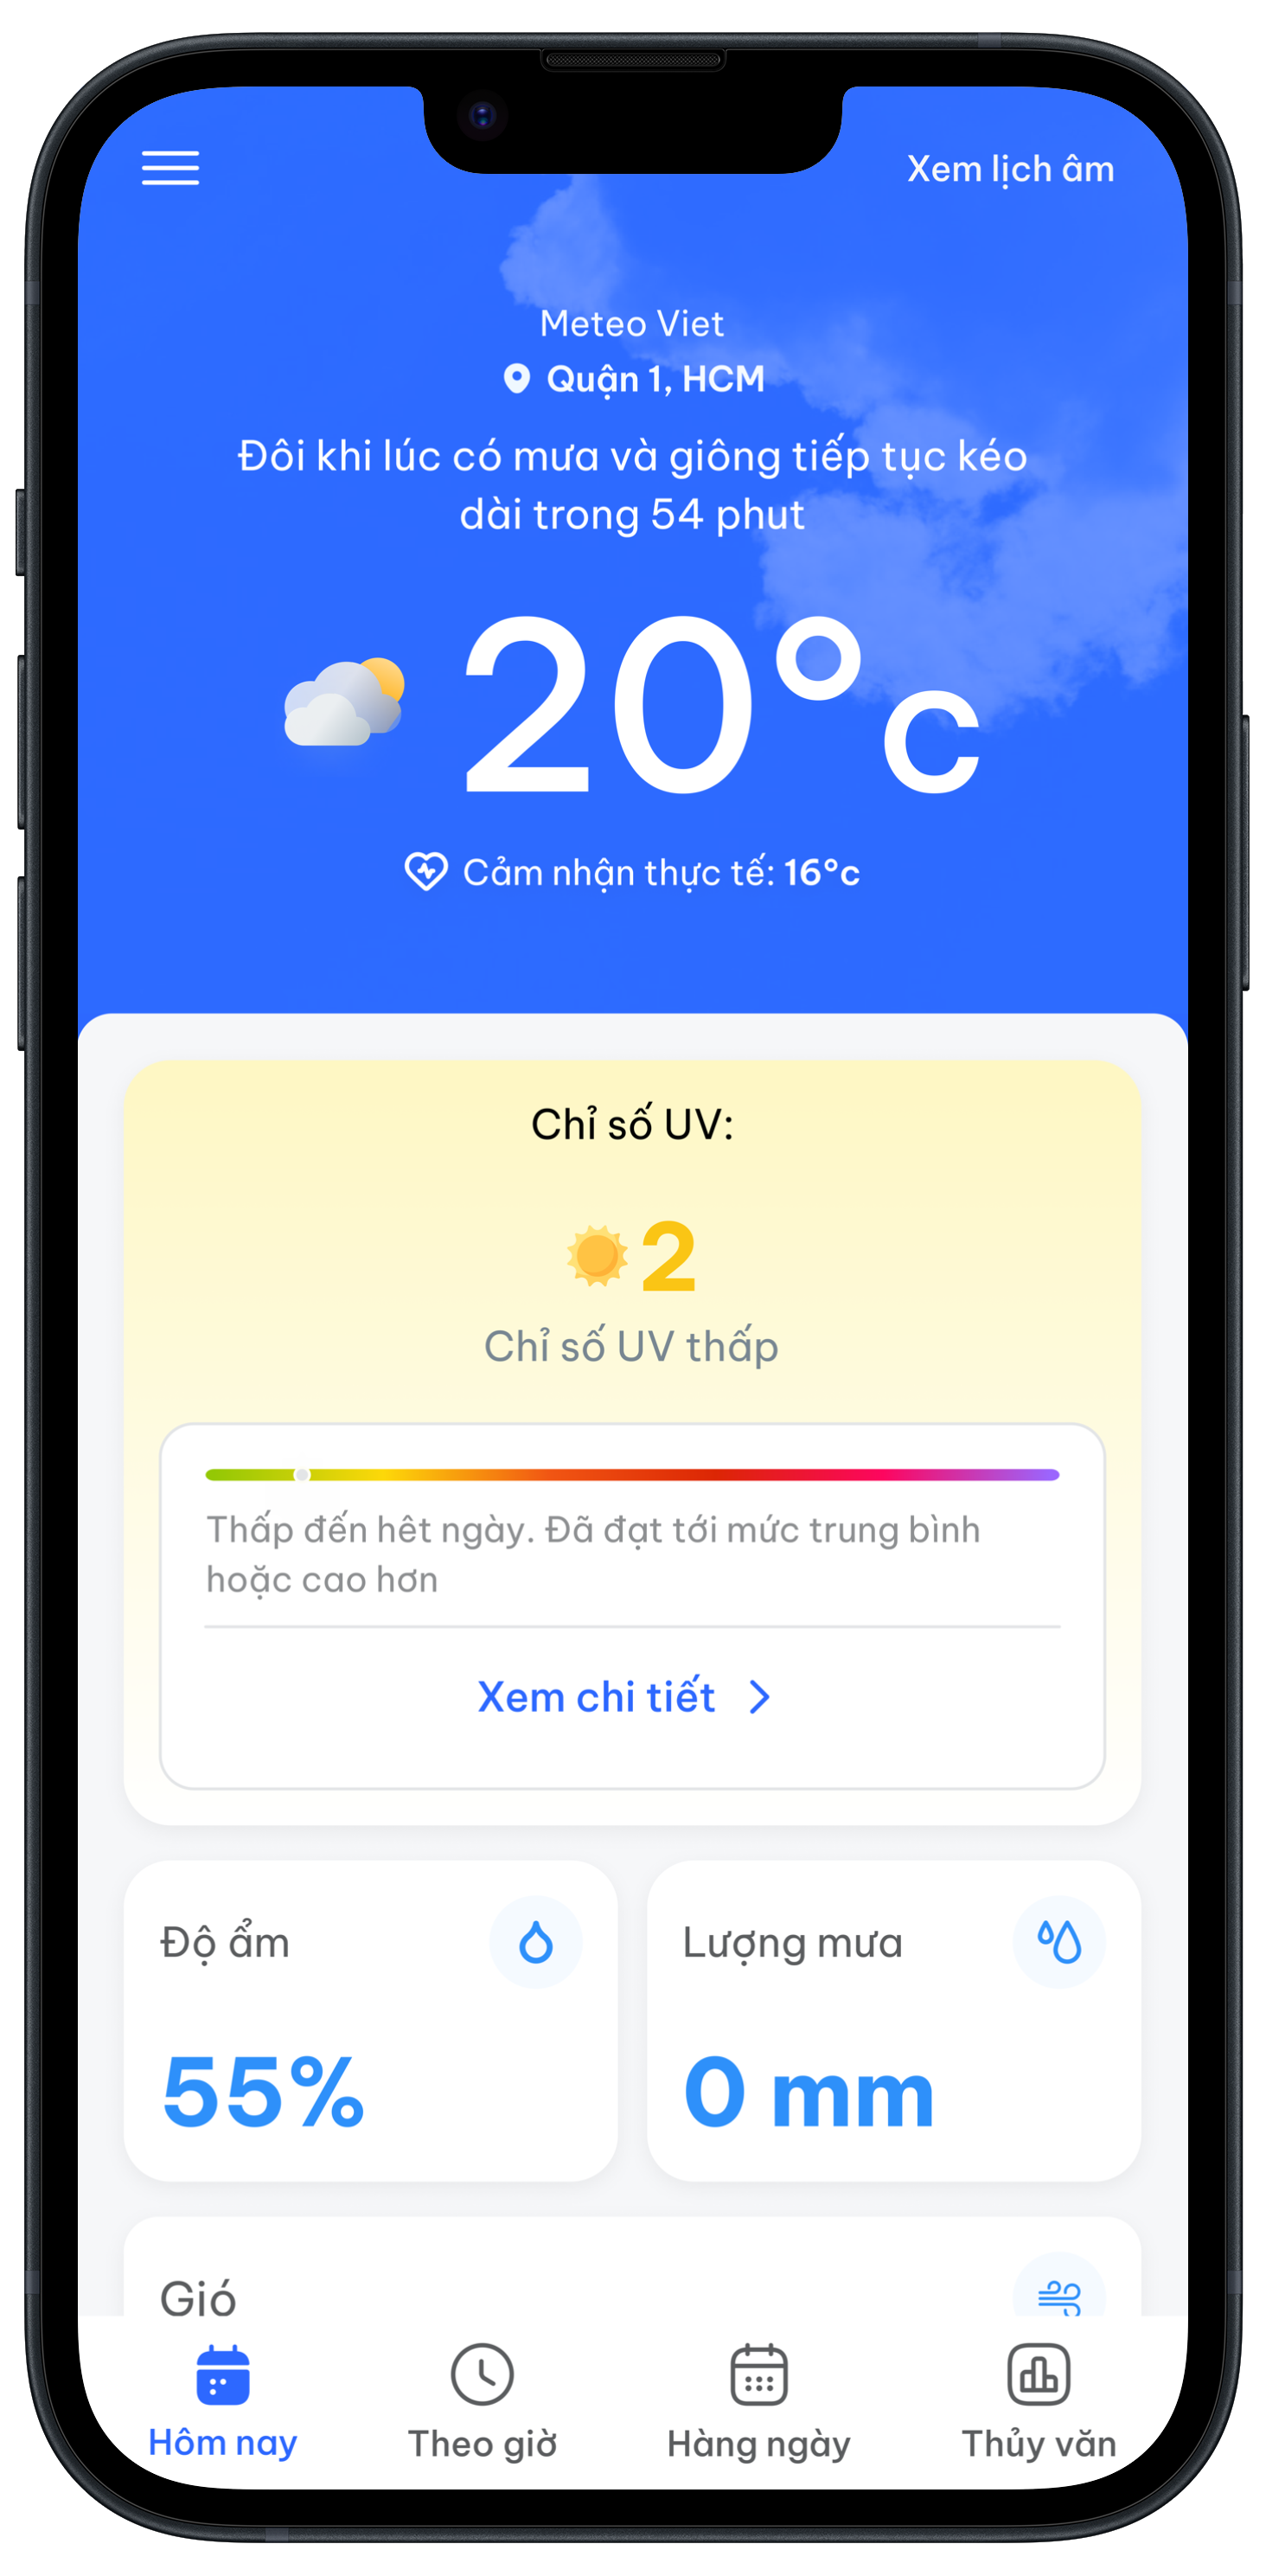 Xem lịch âm
Meteo Viet
Quận 1, HCM
Đôi khi lúc có mưa và giông tiếp tục kéo
dài trong 54 phut
20°c
Cảm nhận thực tế: 16°c
Chỉ số UV:
2
Chỉ số UV thấp
Thấp đến hêt ngày. Đã đạt tới mức trung bình
hoặc cao hơn
Xem chi tiết
Độ ẩm
Lượng mưa
55%
0 mm
Gió
Hôm nay
Theo giờ
Hàng ngày
Thủy văn